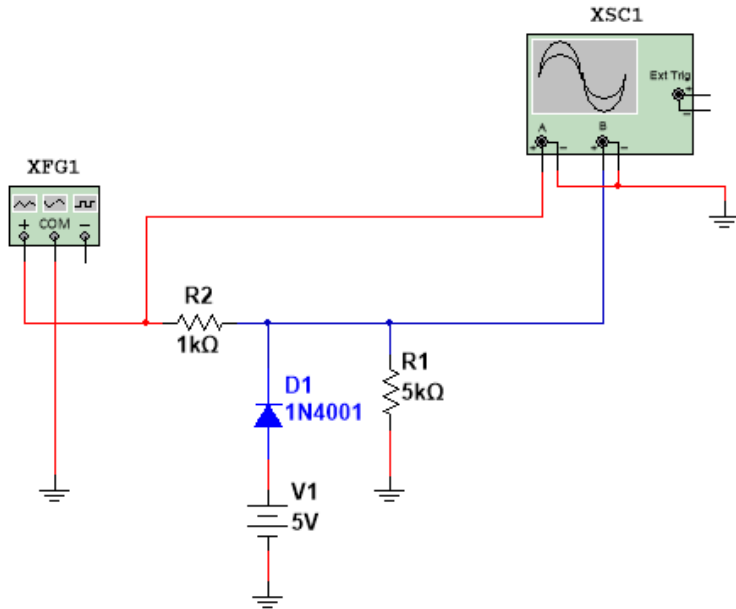 XSC1
Ext Trig
+
−
A
B
+ − + −
XFG1
+ COM −
R2
1kΩ
R1
5kΩ
D1
1N4001
V1
5V